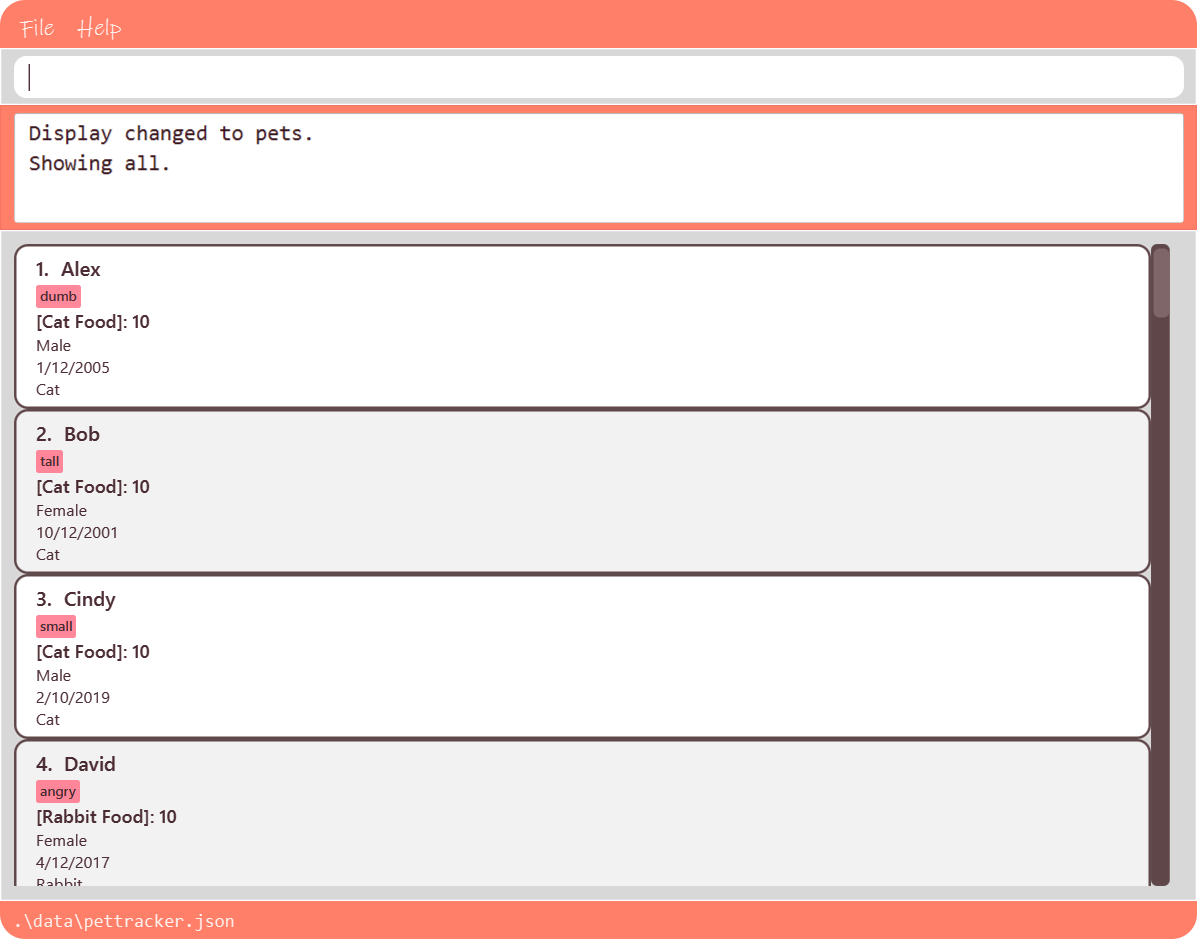 File Help
Display changed to pets.
Showing all.
1. Alex
dumb
[Cat Food]: 10
Male
1/12/2005
Cat
2. Bob
tall
[Cat Food]: 10
Female
10/12/2001
Cat
3. Cindy
small
[Cat Food]: 10
Male
2/10/2019
Cat
4. David
angry
[Rabbit Food]: 10
Female
4/12/2017
Rabbit
.\data\pettracker.json